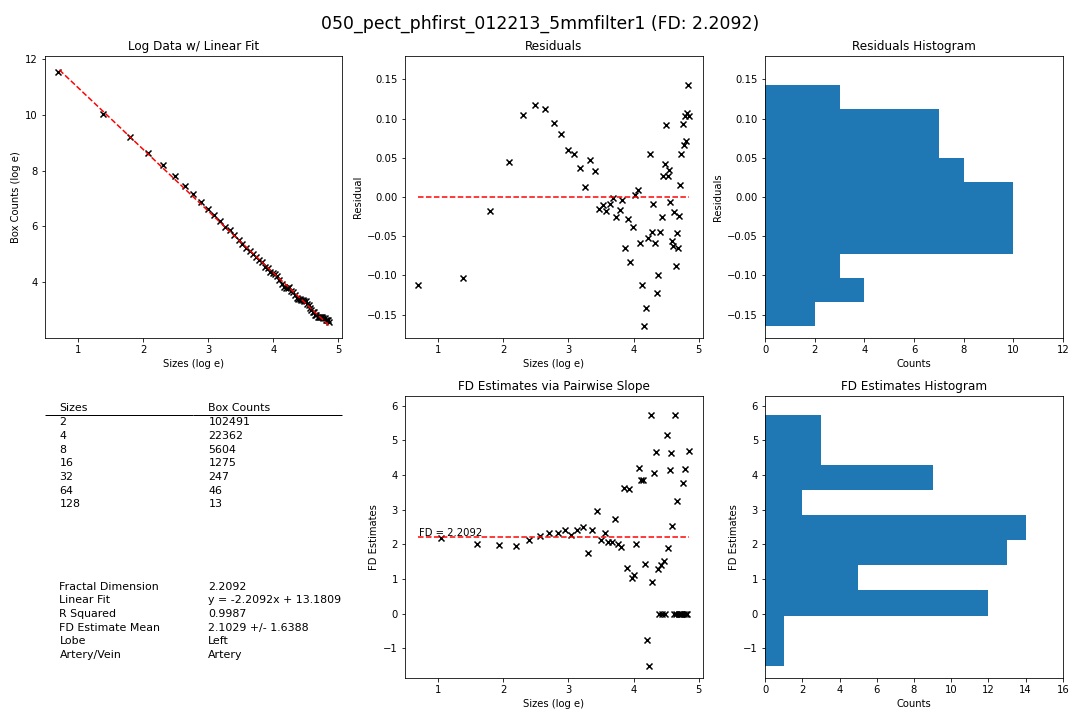 050_pect_phfirst_012213_5mmfilter1 (FD: 2.2092)
Log Data w/ Linear Fit
Box Counts (log e)
12
10
8
6
4
1 2 3 4 5
Sizes (log e)
Residuals
Residual
0.15
0.10
0.05
0.00
−0.05
−0.10
−0.15
1 2 3 4 5
Sizes (log e)
Residuals Histogram
Residuals
0.15
0.10
0.05
0.00
−0.05
−0.10
−0.15
0 2 4 6 8 10 12
Counts
Sizes Box Counts
2 102491
4 22362
8 5604
16 1275
32 247
64 46
128 13
Fractal Dimension 2.2092
Linear Fit y = -2.2092x + 13.1809
R Squared 0.9987
FD Estimate Mean 2.1029 +/- 1.6388
Lobe Left
Artery/Vein Artery
FD Estimates via Pairwise Slope
FD Estimates
6
5
4
3
2
1
0
−1
FD = 2.2092
1 2 3 4 5
Sizes (log e)
FD Estimates Histogram
FD Estimates
6
5
4
3
2
1
0
−1
0 2 4 6 8 10 12 14 16
Counts